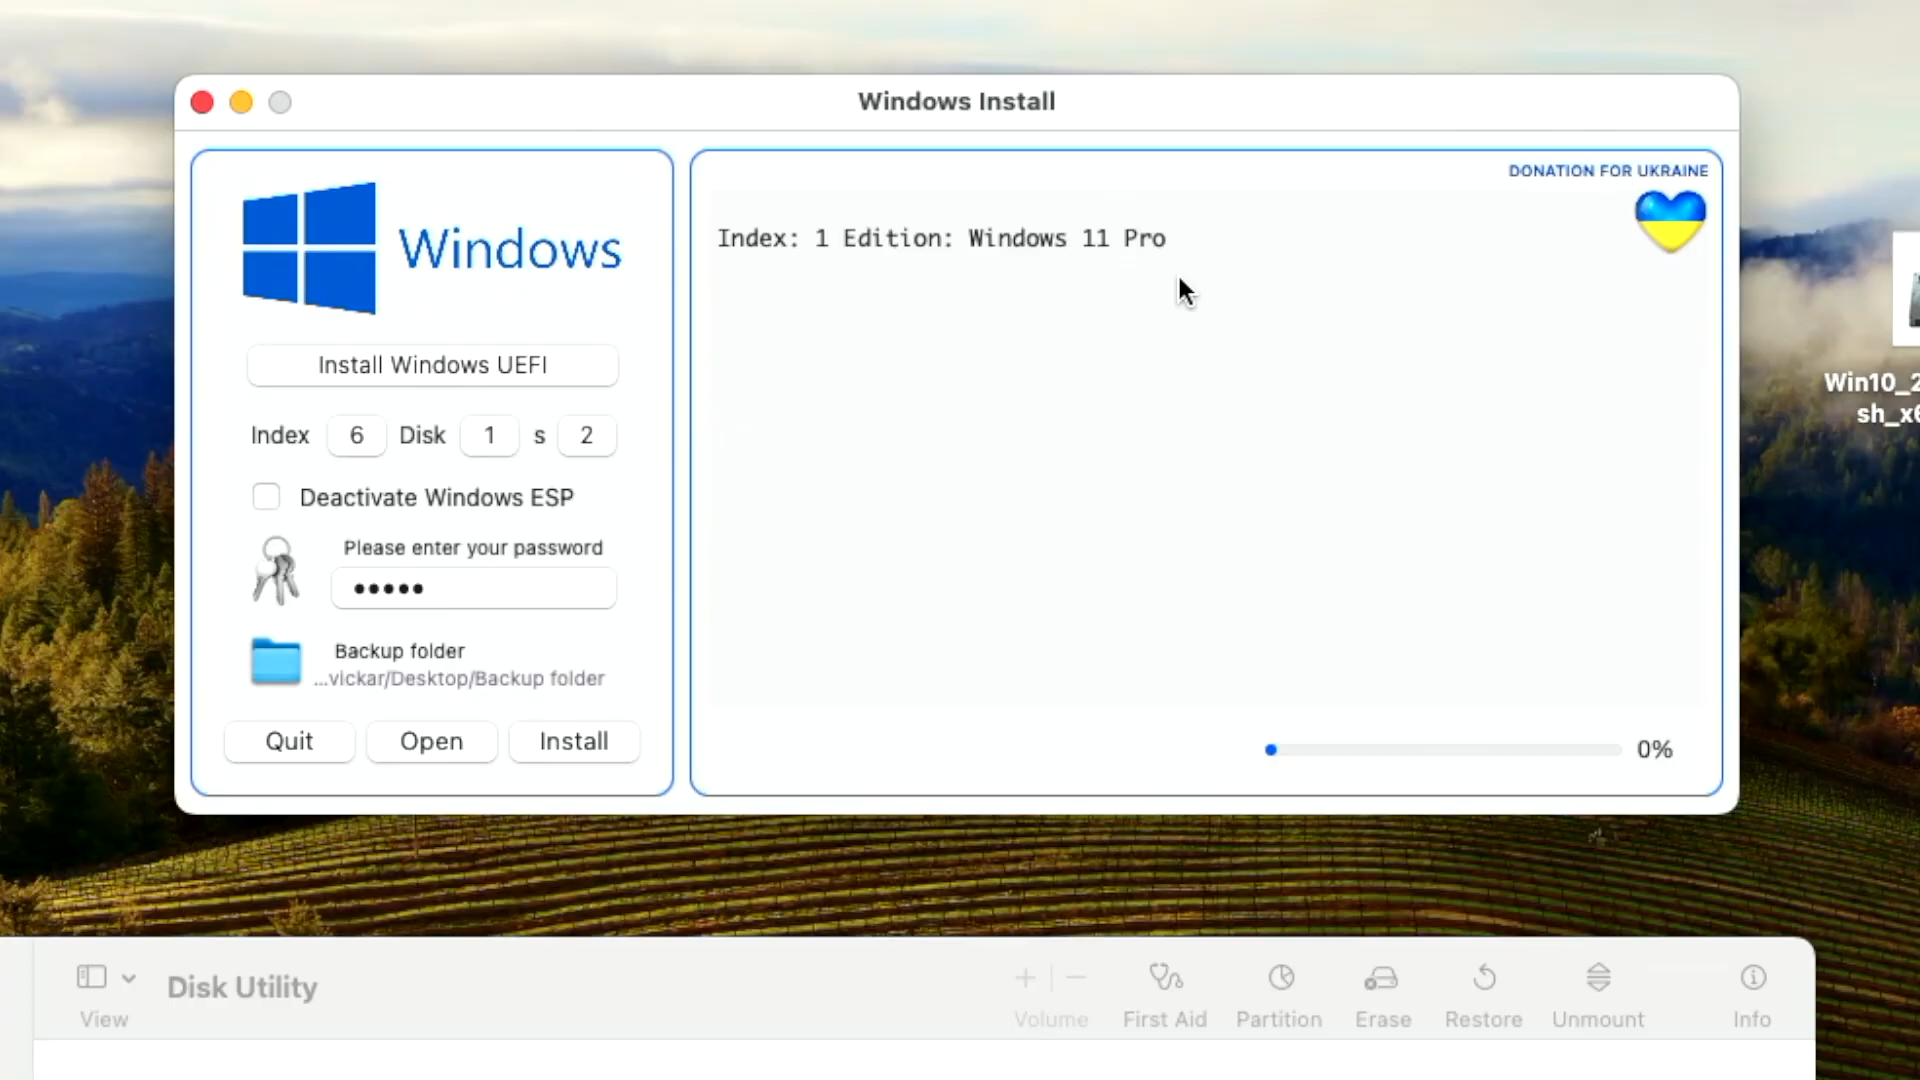 Windows Install
Windows
Install Windows UEFI
Index 6 Disk 1 s 2
Deactivate Windows ESP
Please enter your password
•••••
Backup folder
...vickar/Desktop/Backup folder
Quit Open Install
DONATION FOR UKRAINE
Index: 1 Edition: Windows 11 Pro
0%
Win10_2
sh_x6
Disk Utility
View
Volume First Aid Partition Erase Restore Unmount Info